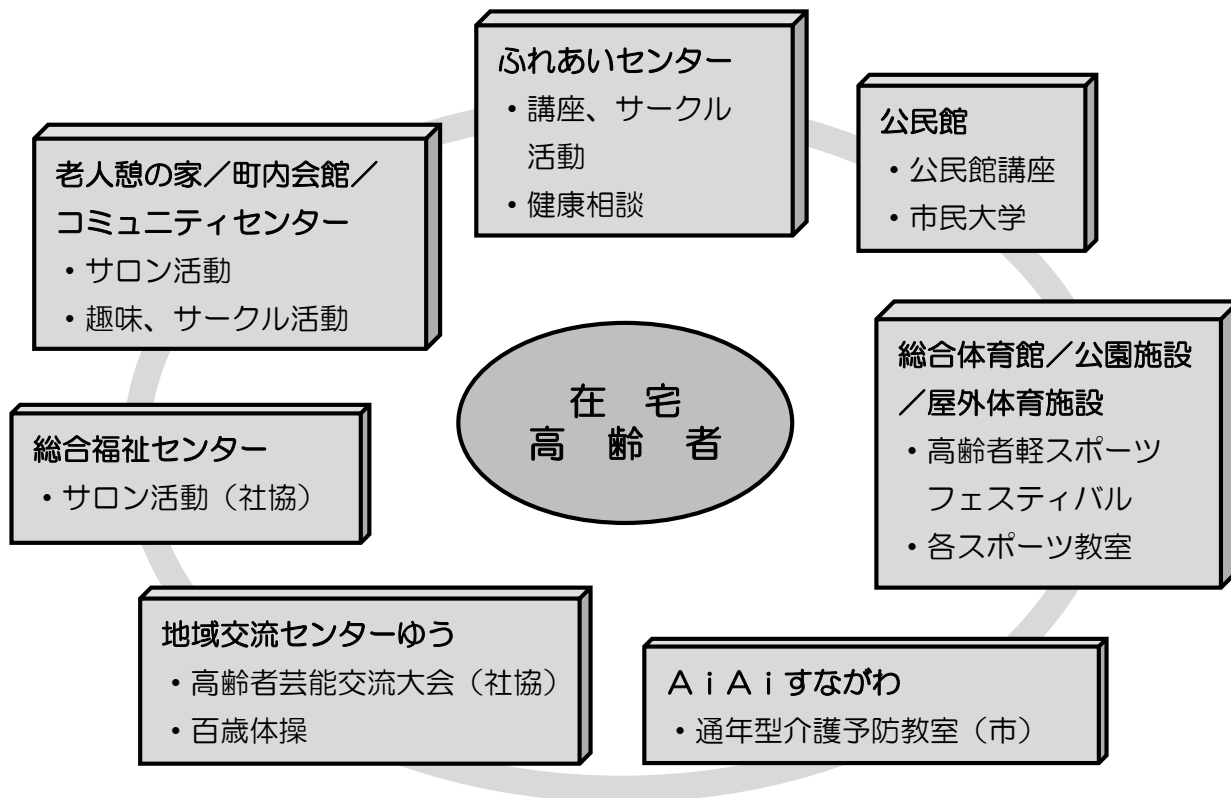 ふれあいセンター
・講座、サークル
活動
・健康相談
公民館
・公民館講座
・市民大学
老人憩の家／町内会館／
コミュニティセンター
・サロン活動
・趣味、サークル活動
総合体育館／公園施設
／屋外体育施設
・高齢者軽スポーツ
フェスティバル
・各スポーツ教室
在　宅
高　齢　者
総合福祉センター
・サロン活動（社協）
地域交流センターゆう
・高齢者芸能交流大会（社協）
・百歳体操
ＡｉＡｉすながわ
・通年型介護予防教室（市）